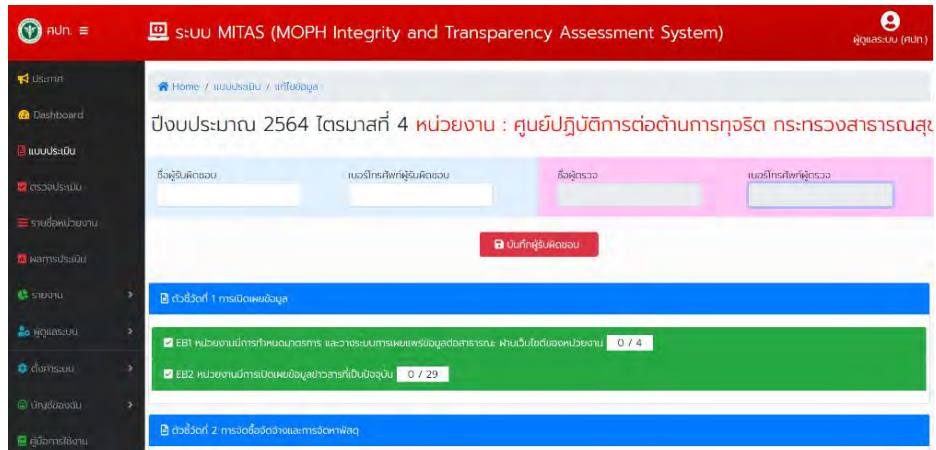 ศปท.
ระบบ MITAS (MOPH Integrity and Transparency Assessment System)
ผู้ดูแลระบบ (ศปท.)
ประกาศ
Dashboard
แบบประเมิน
ตรวจประเมิน
รายชื่อหน่วยงาน
ผลการประเมิน
รายงาน
ผู้ดูแลระบบ
ตั้งค่าระบบ
บัญชีของฉัน
คู่มือการใช้งาน
Home / แบบประเมิน / แก้ไขข้อมูล
ปีงบประมาณ 2564 ไตรมาสที่ 4 หน่วยงาน : ศูนย์ปฏิบัติการต่อต้านการทุจริต กระทรวงสาธารณสุข
ชื่อผู้รับผิดชอบ
เบอร์โทรศัพท์ผู้รับผิดชอบ
ชื่อผู้ตรวจ
เบอร์โทรศัพท์ผู้ตรวจ
บันทึกผู้รับผิดชอบ
ตัวชี้วัดที่ 1 การเปิดเผยข้อมูล
EB1 หน่วยงานมีการกำหนดมาตรการ และวางระบบการเผยแพร่ข้อมูลต่อสาธารณะ ผ่านเว็บไซต์ของหน่วยงาน 0 / 4
EB2 หน่วยงานมีการเปิดเผยข้อมูลข่าวสารที่เป็นปัจจุบัน 0 / 29
ตัวชี้วัดที่ 2 การจัดซื้อจัดจ้างและการจัดหาพัสดุ